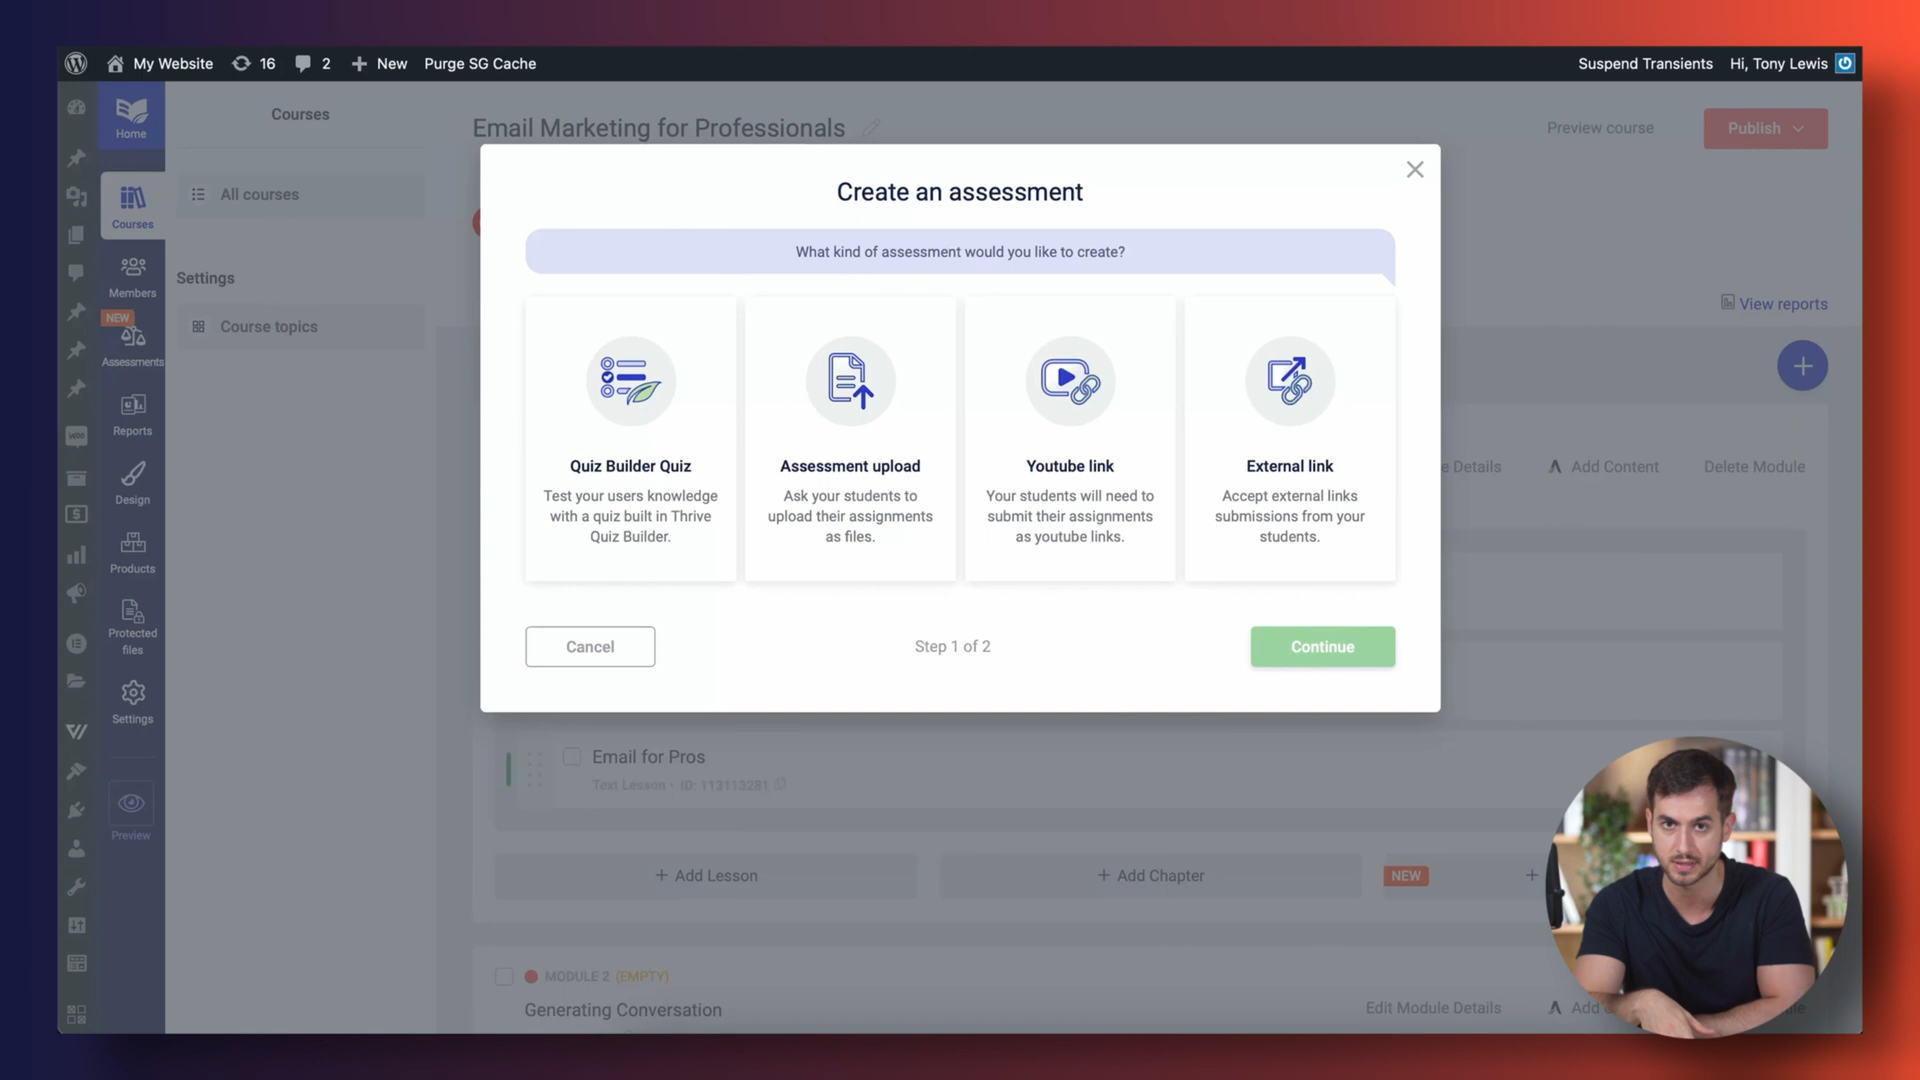 My Website
16
2
New
Purge SG Cache
Suspend Transients
Hi, Tony Lewis
Home
Courses
Members
NEW
Assessments
Reports
Design
Products
Protected
files
Settings
Preview
Courses
All courses
Settings
Course topics
Email Marketing for Professionals
Preview course
Publish
View reports
Create an assessment
What kind of assessment would you like to create?
Quiz Builder Quiz
Test your users knowledge
with a quiz built in Thrive
Quiz Builder.
Assessment upload
Ask your students to
upload their assignments
as files.
Youtube link
Your students will need to
submit their assignments
as youtube links.
External link
Accept external links
submissions from your
students.
Cancel
Step 1 of 2
Continue
Details
Add Content
Delete Module
Email for Pros
Text Lesson • ID: 113113281
+ Add Lesson
+ Add Chapter
NEW
+
MODULE 2 (EMPTY)
Generating Conversation
Edit Module Details
Add